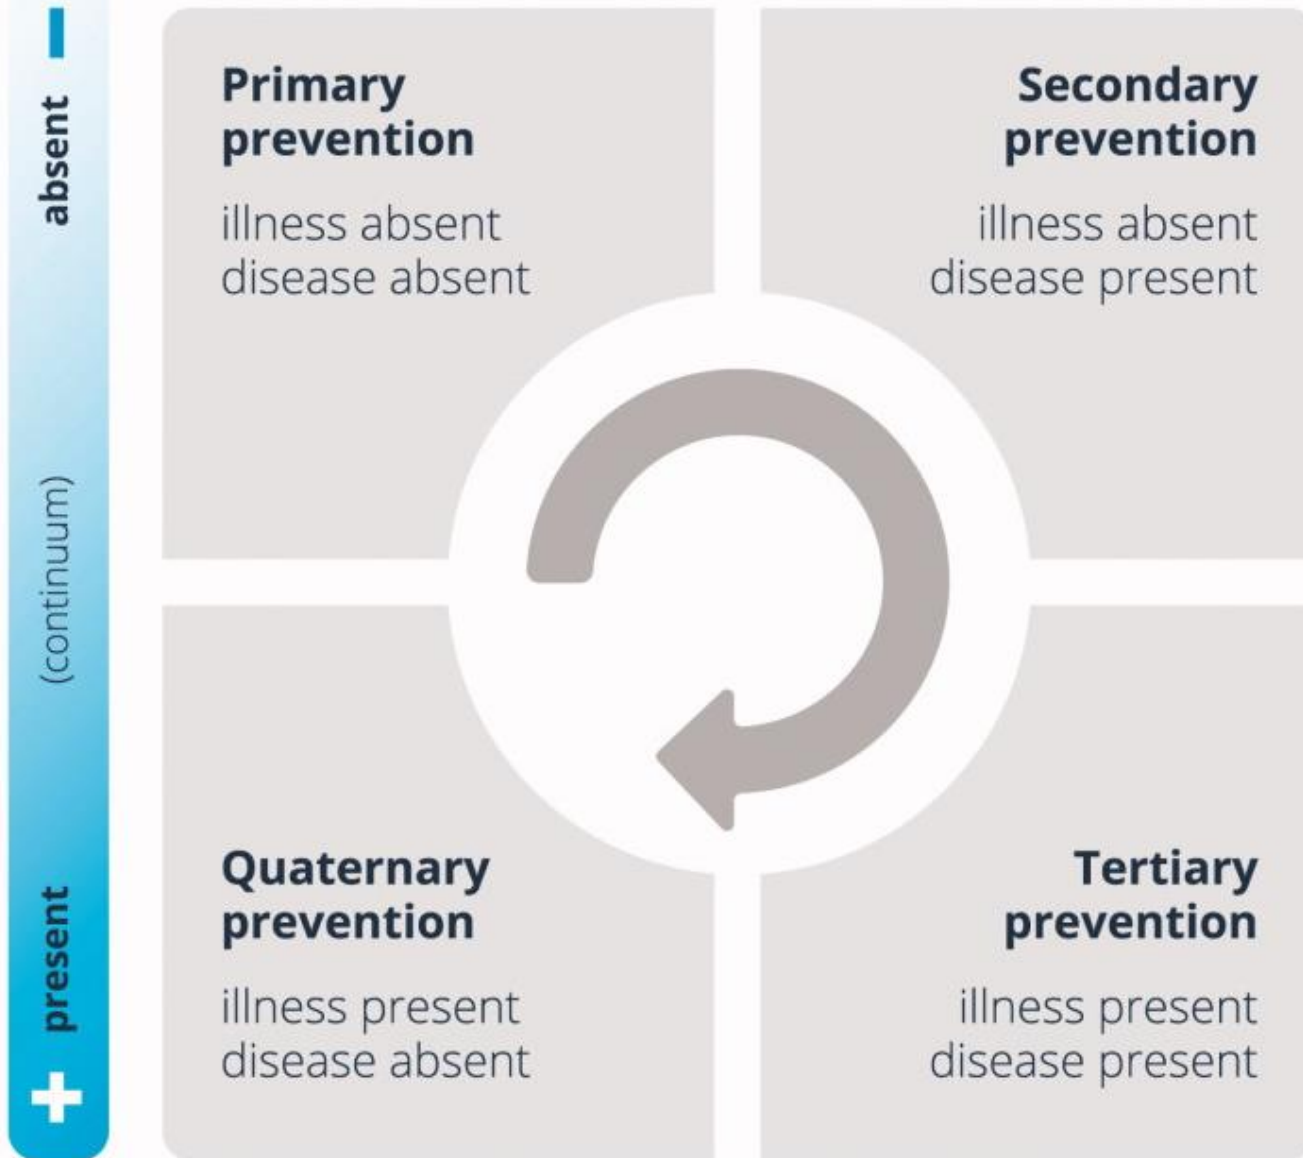 absent
(continuum)
present
Primary
prevention
illness absent
disease absent
Secondary
prevention
illness absent
disease present
Quaternary
prevention
illness present
disease absent
Tertiary
prevention
illness present
disease present